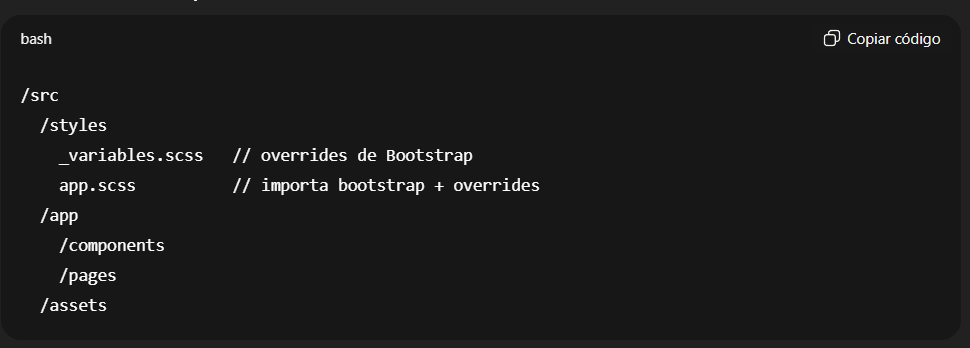 bash
Copiar código
/src
/styles
_variables.scss // overrides de Bootstrap
app.scss // importa bootstrap + overrides
/app
/components
/pages
/assets